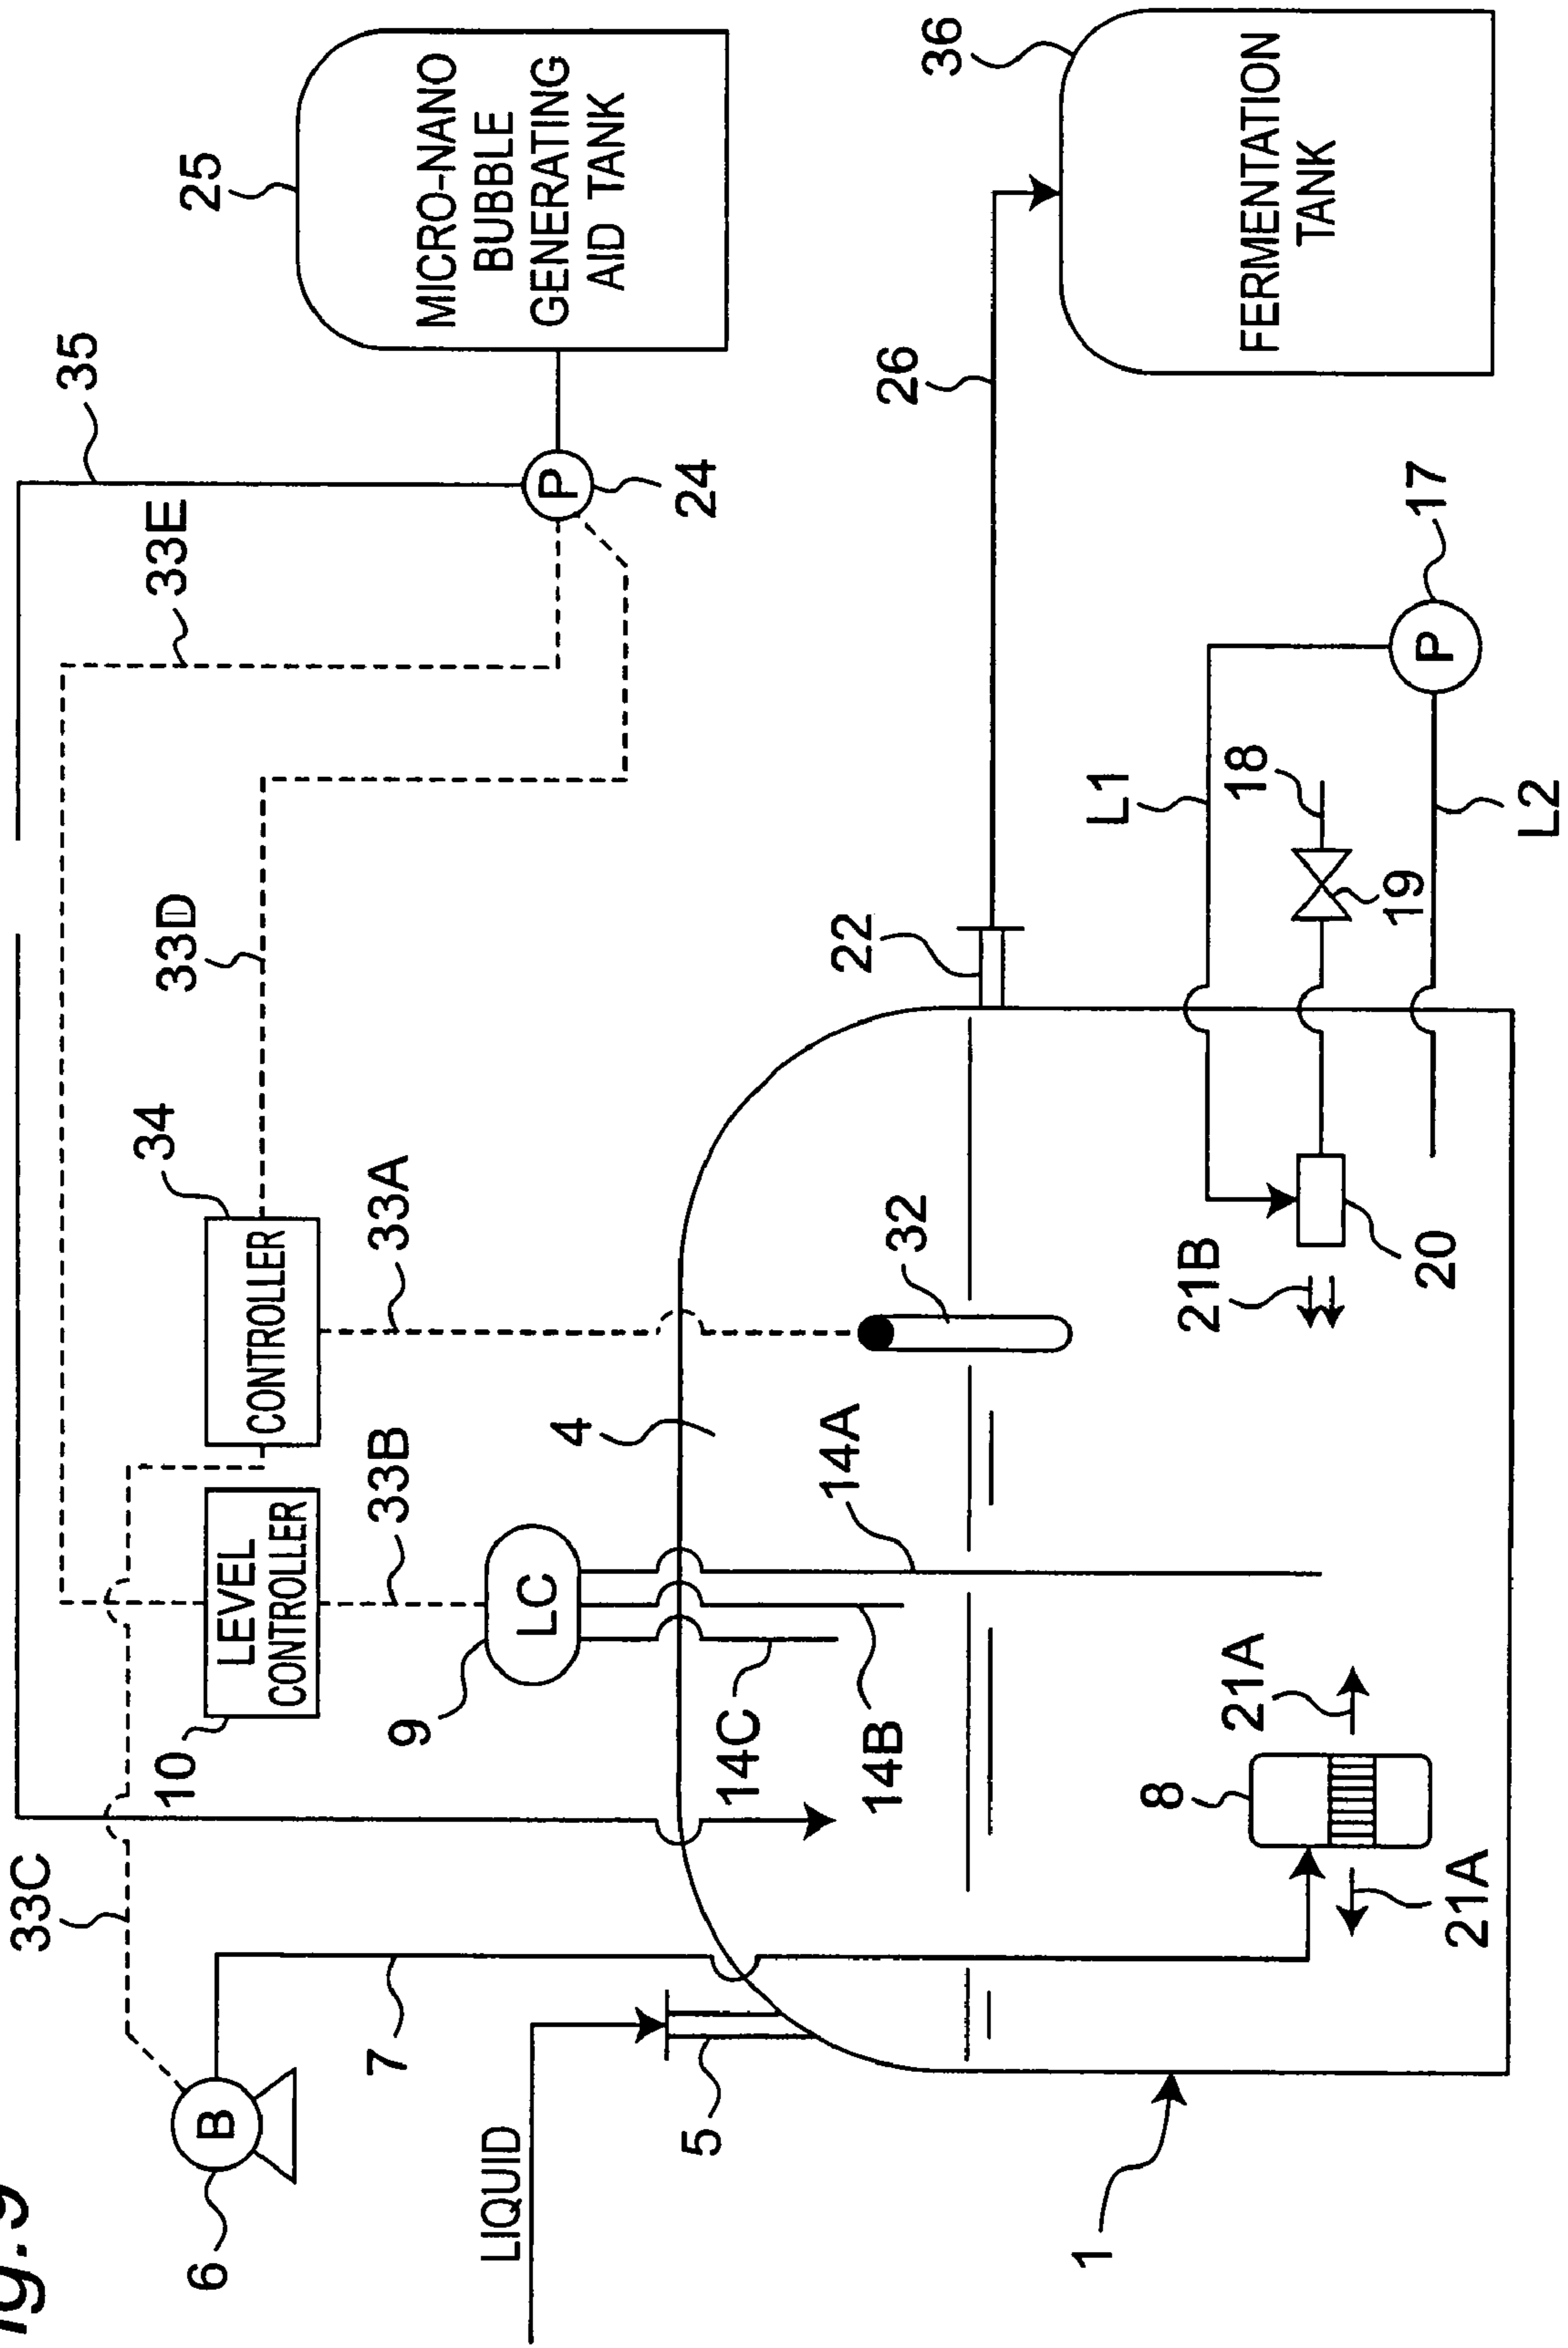 ig.9
33C
35
33E
10
34
33D
25
6
LEVEL
CONTROLLER
CONTROLLER
7
9
33B
33A
MICRO-NANO
BUBBLE
GENERATING
AID TANK
B
LIQUID
LC
P
24
5
4
14C
14B
14A
32
22
26
36
1
8
21A
21A
21B
20
L1
18
19
L2
P
17
FERMENTATION
TANK